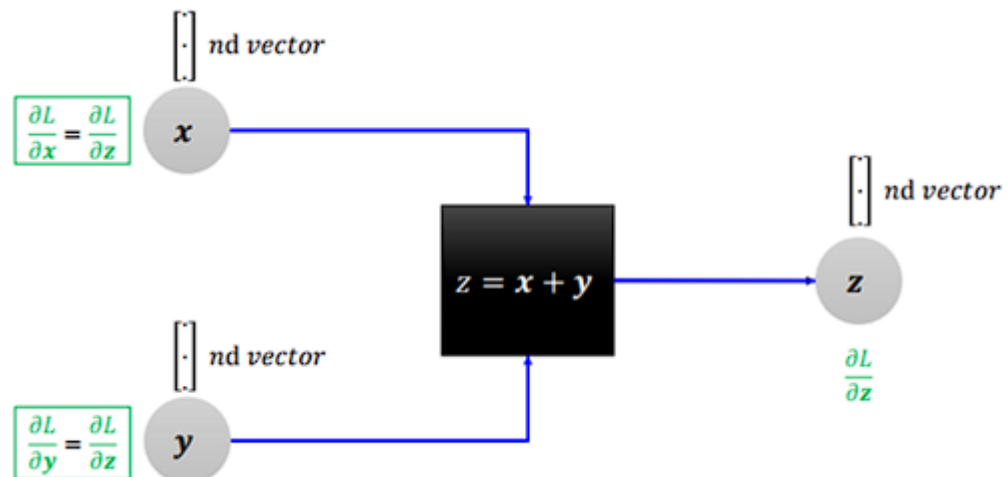 [⋅] nd vector
∂L/∂x = ∂L/∂z
x
[⋅] nd vector
z = x + y
z
∂L/∂z
[⋅] nd vector
∂L/∂y = ∂L/∂z
y